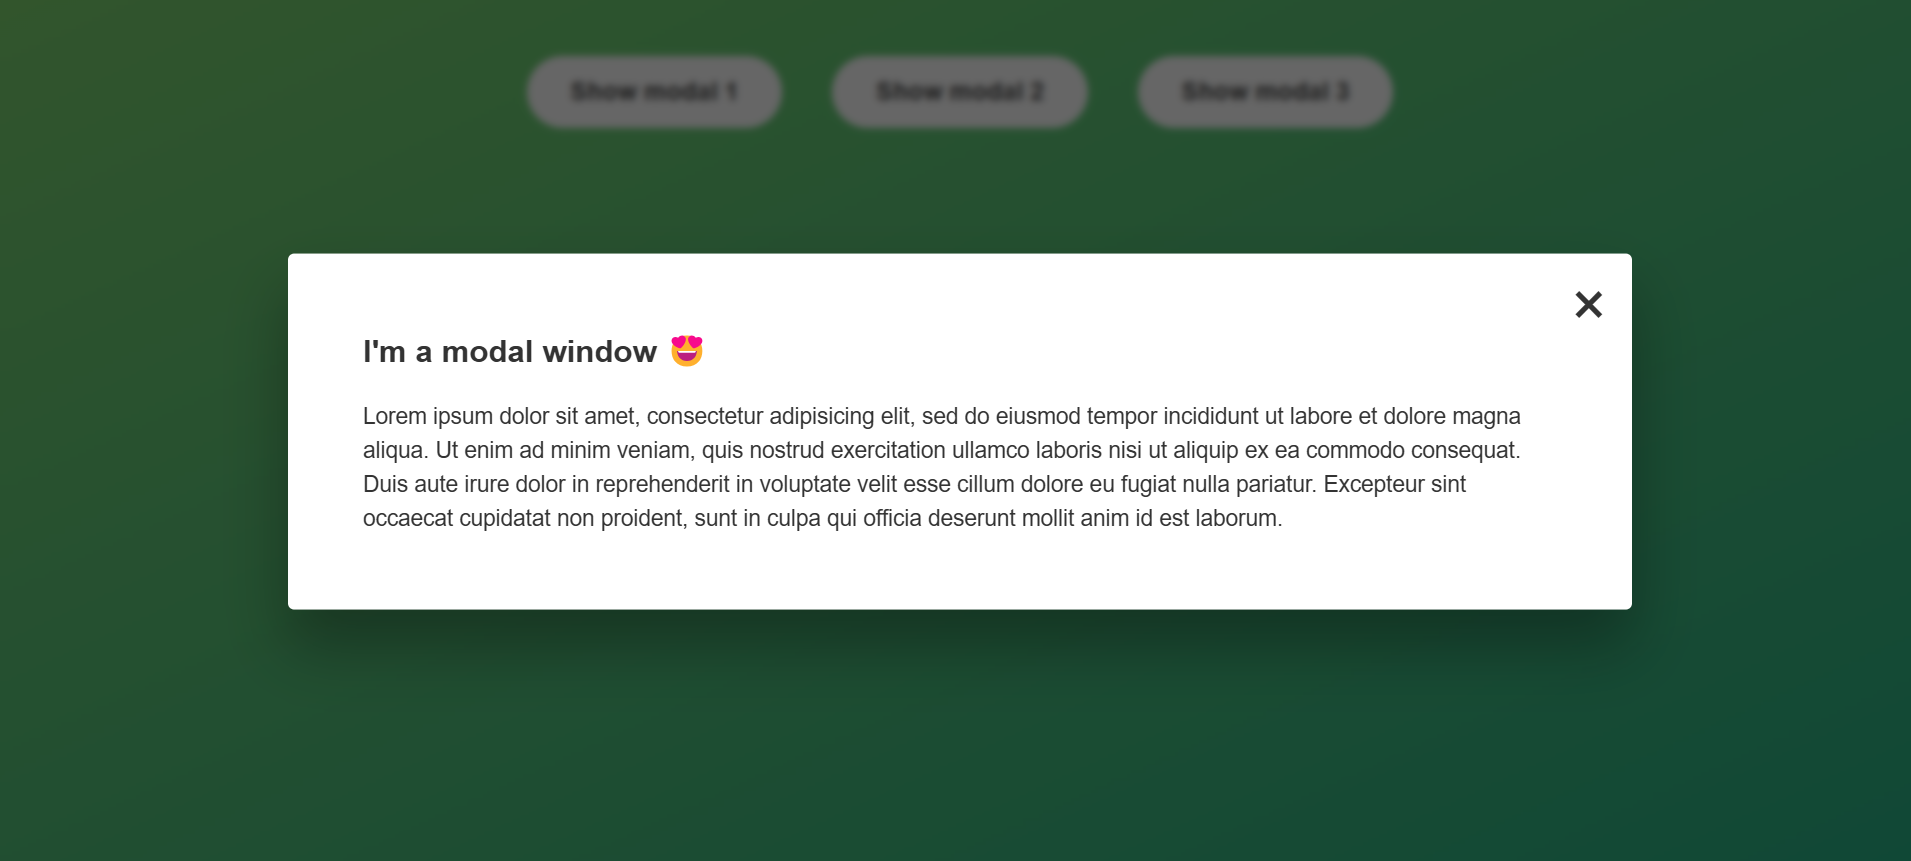 Show modal 1 Show modal 2 Show modal 3
×
I'm a modal window 😍
Lorem ipsum dolor sit amet, consectetur adipisicing elit, sed do eiusmod tempor incididunt ut labore et dolore magna
aliqua. Ut enim ad minim veniam, quis nostrud exercitation ullamco laboris nisi ut aliquip ex ea commodo consequat.
Duis aute irure dolor in reprehenderit in voluptate velit esse cillum dolore eu fugiat nulla pariatur. Excepteur sint
occaecat cupidatat non proident, sunt in culpa qui officia deserunt mollit anim id est laborum.